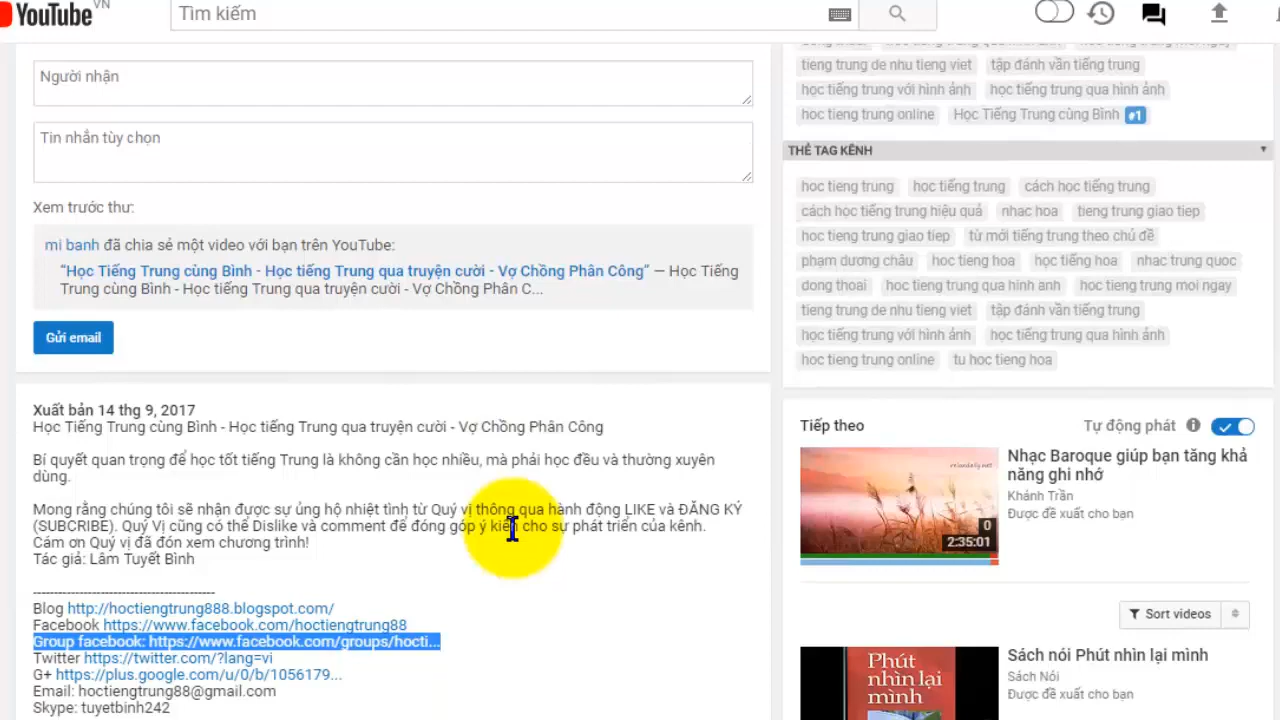 YouTube VN
Tìm kiếm
Người nhận
Tin nhắn tùy chọn
Xem trước thư:
mi banh đã chia sẻ một video với bạn trên YouTube:
“Học Tiếng Trung cùng Bình - Học tiếng Trung qua truyện cười - Vợ Chồng Phân Công” — Học Tiếng
Trung cùng Bình - Học tiếng Trung qua truyện cười - Vợ Chồng Phân C...
Gửi email
Xuất bản 14 thg 9, 2017
Học Tiếng Trung cùng Bình - Học tiếng Trung qua truyện cười - Vợ Chồng Phân Công
Bí quyết quan trọng để học tốt tiếng Trung là không cần học nhiều, mà phải học đều và thường xuyên
dùng.
Mong rằng chúng tôi sẽ nhận được sự ủng hộ nhiệt tình từ Quý vị thông qua hành động LIKE và ĐĂNG KÝ
(SUBCRIBE). Quý Vị cũng có thể Dislike và comment để đóng góp ý kiến cho sự phát triển của kênh.
Cám ơn Quý vị đã đón xem chương trình!
Tác giả: Lâm Tuyết Bình
-------------------------------------------
Blog http://hoctiengtrung888.blogspot.com/
Facebook https://www.facebook.com/hoctiengtrung88
Group facebook: https://www.facebook.com/groups/hocti...
Twitter https://twitter.com/?lang=vi
G+ https://plus.google.com/u/0/b/1056179...
Email: hoctiengtrung88@gmail.com
Skype: tuyetbinh242
tieng trung de nhu tieng viet tập đánh vần tiếng trung
học tiếng trung với hình ảnh học tiếng trung qua hình ảnh
hoc tieng trung online Học Tiếng Trung cùng Bình #1
THẺ TAG KÊNH
hoc tieng trung học tiếng trung cách học tiếng trung
cách học tiếng trung hiệu quả nhac hoa tieng trung giao tiep
hoc tieng trung giao tiep từ mới tiếng trung theo chủ đề
phạm dương châu hoc tieng hoa học tiếng hoa nhac trung quoc
dong thoai hoc tieng trung qua hinh anh hoc tieng trung moi ngay
tieng trung de nhu tieng viet tập đánh vần tiếng trung
học tiếng trung với hình ảnh học tiếng trung qua hình ảnh
hoc tieng trung online tu hoc tieng hoa
Tiếp theo
Tự động phát
0
2:35:01
Nhạc Baroque giúp bạn tăng khả
năng ghi nhớ
Khánh Trần
Được đề xuất cho bạn
Sort videos
Phút
nhìn lại
mình
Sách nói Phút nhìn lại mình
Sách Nói
Được đề xuất cho bạn